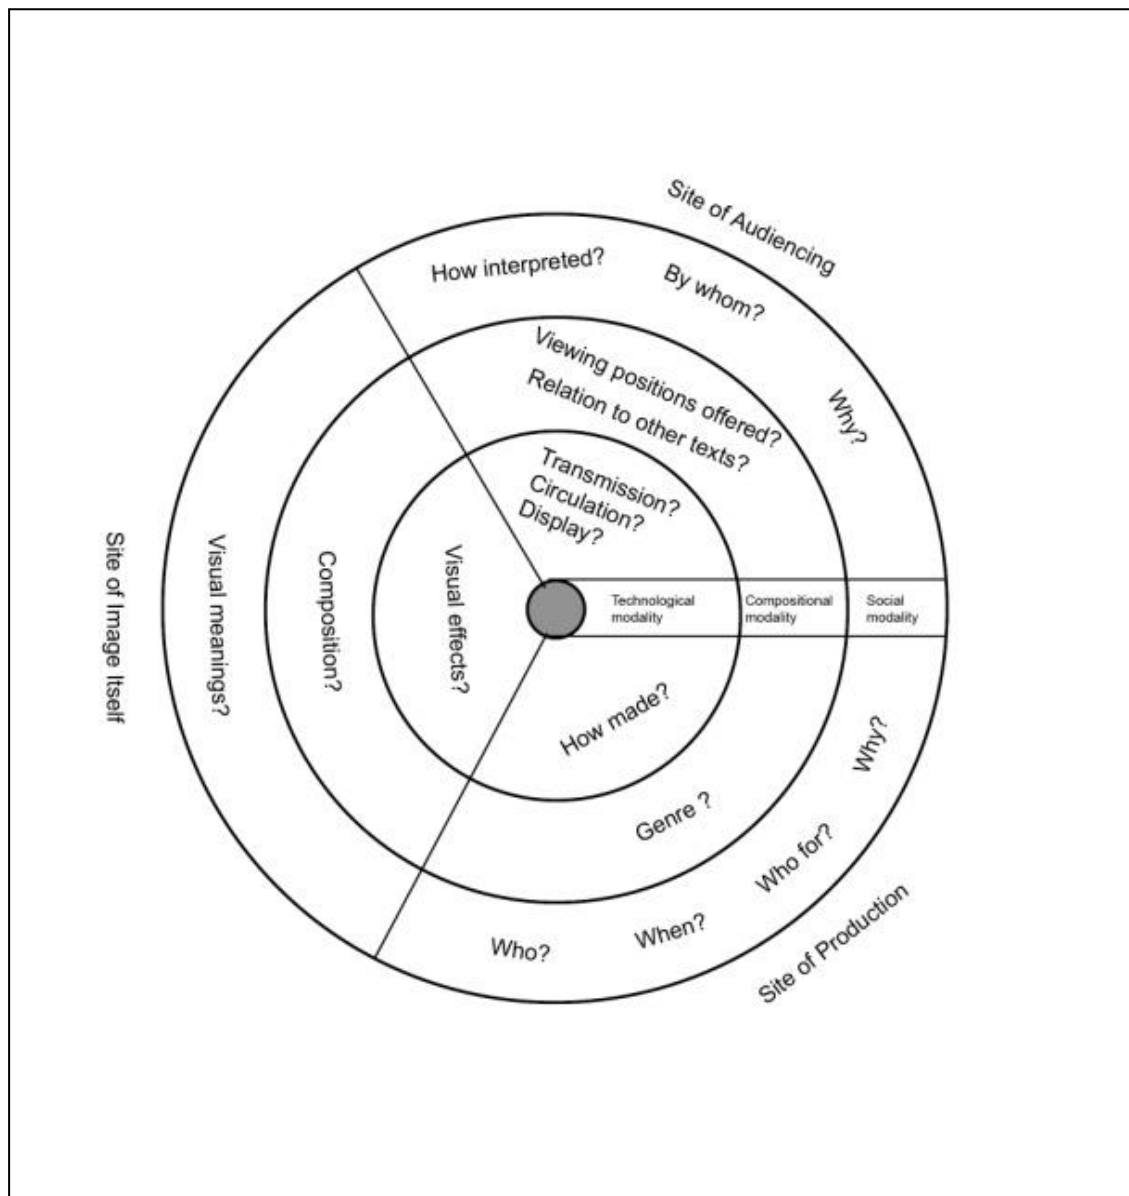 Site of Audiencing
How interpreted?
By whom?
Why?
Viewing positions offered?
Relation to other texts?
Transmission?
Circulation?
Display?
Site of Image Itself
Visual meanings?
Composition?
Visual effects?
Technological
modality
Compositional
modality
Social
modality
How made?
Genre ?
Why?
Who for?
When?
Who?
Site of Production